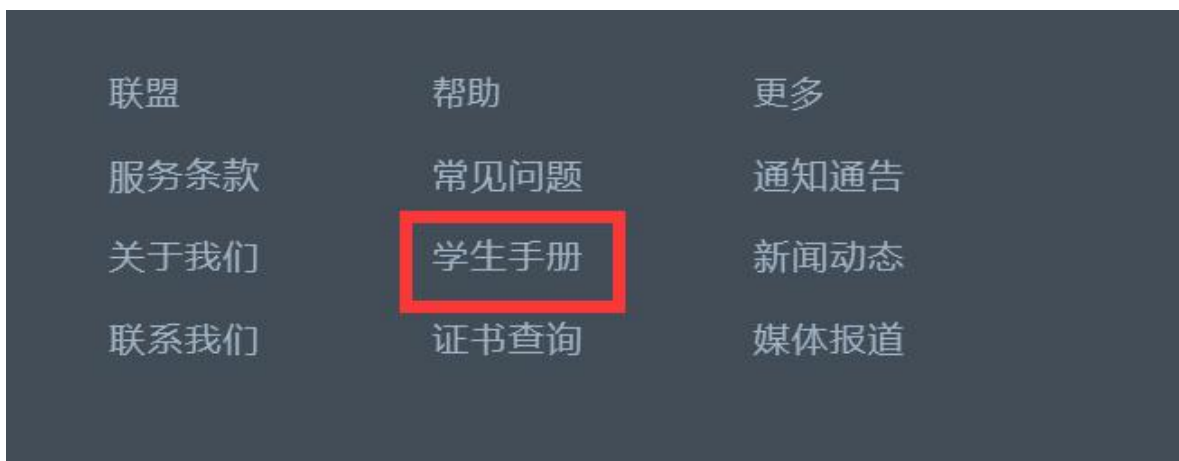 联盟 帮助 更多
服务条款 常见问题 通知通告
关于我们 学生手册 新闻动态
联系我们 证书查询 媒体报道